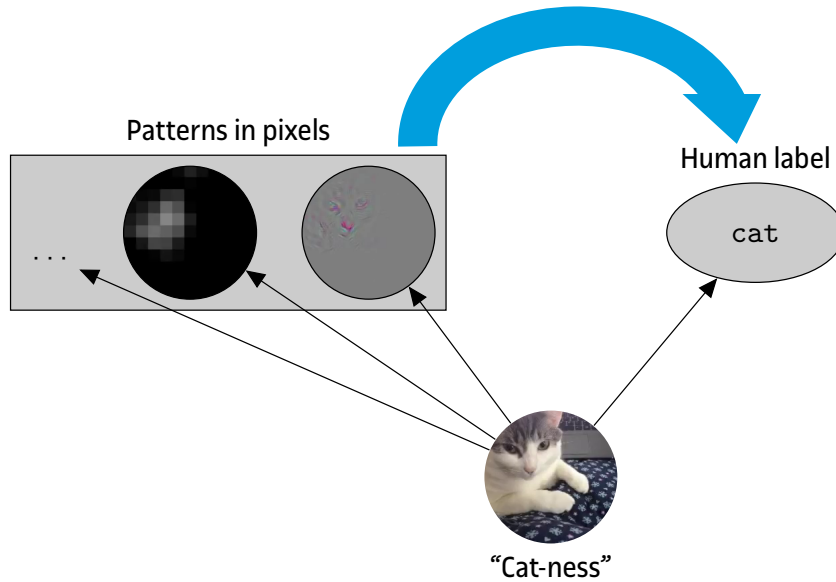 Patterns in pixels
Human label
...
cat
“Cat-ness”